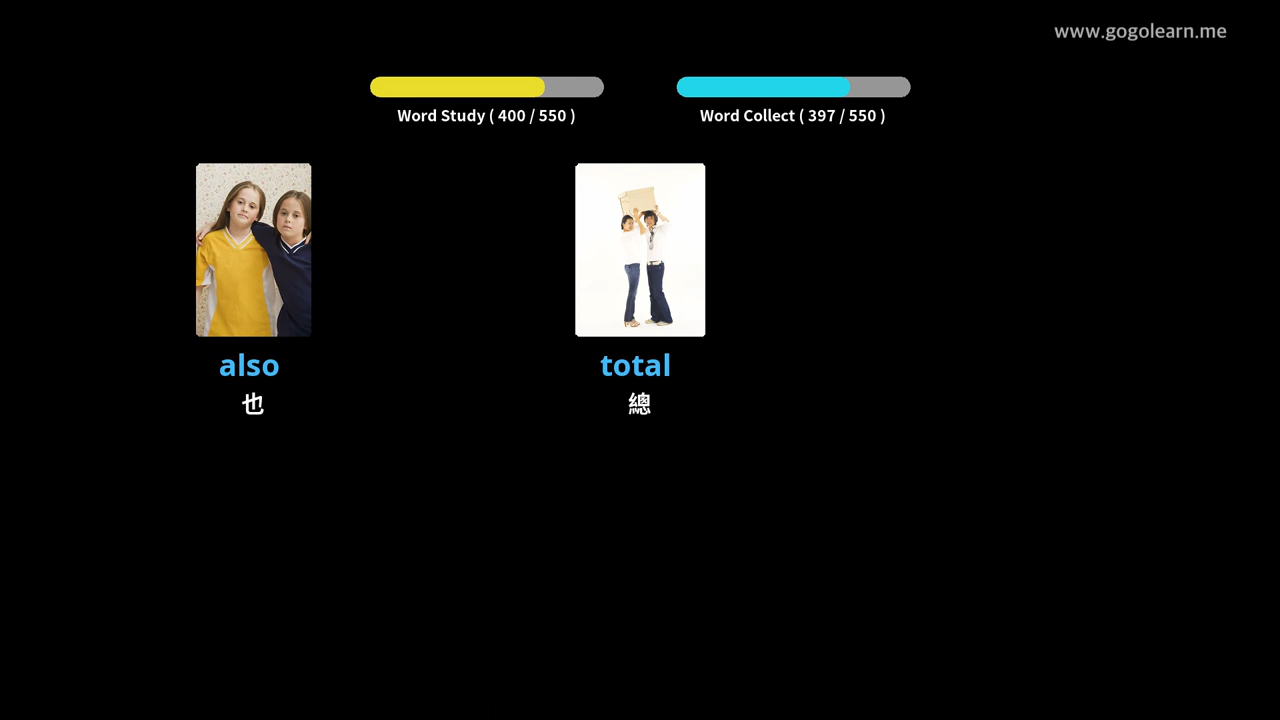 www.gogolearn.me
Word Study ( 400 / 550 )
Word Collect ( 397 / 550 )
also
total
也
總